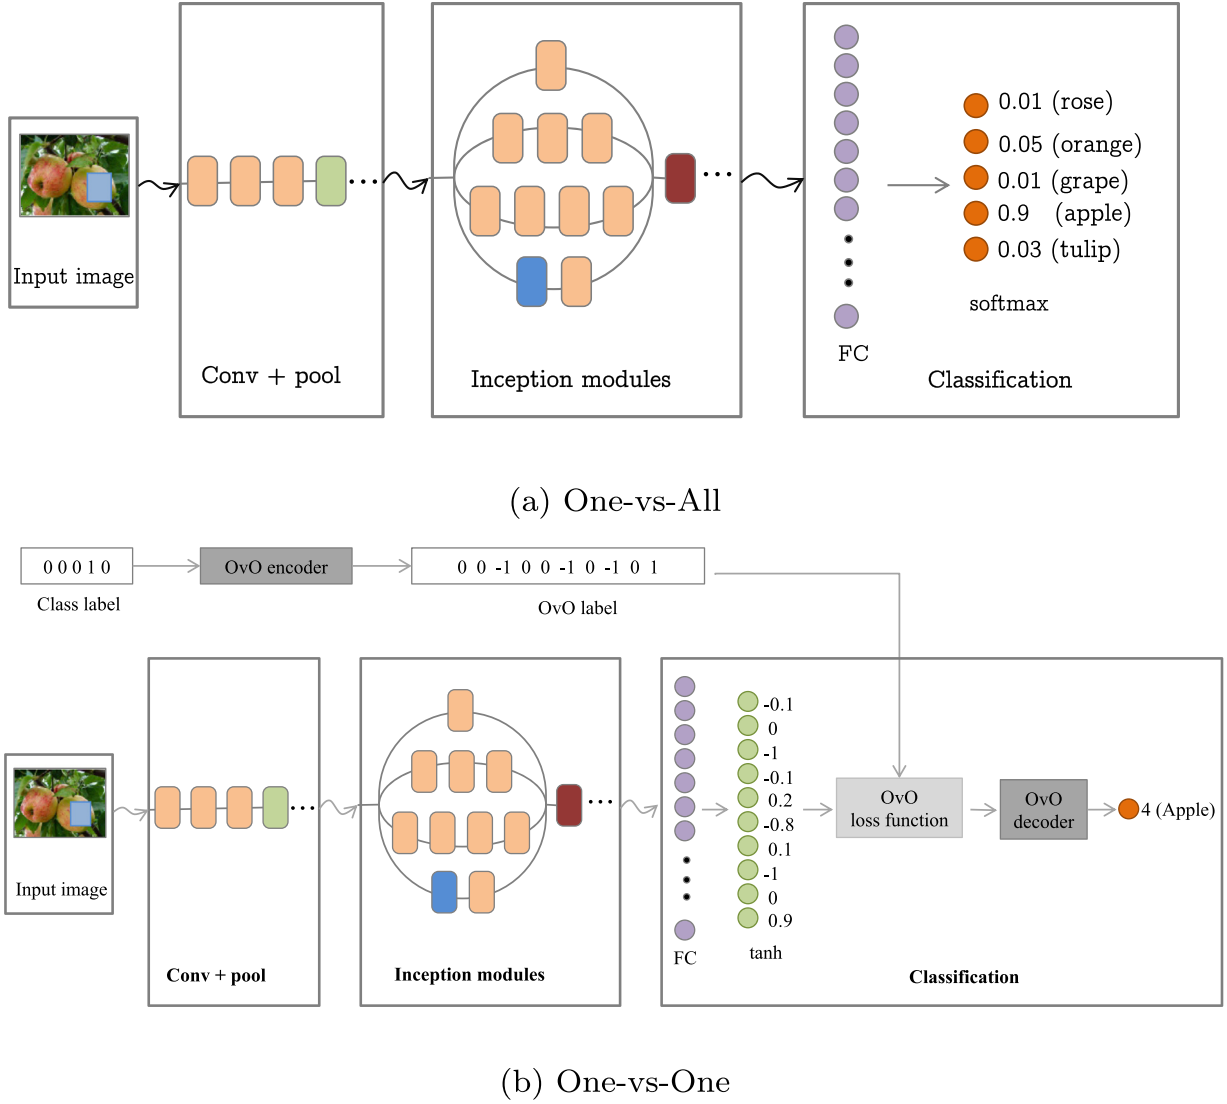 Input image
Conv + pool
Inception modules
FC
0.01 (rose)
0.05 (orange)
0.01 (grape)
0.9 (apple)
0.03 (tulip)
softmax
Classification
(a) One-vs-All
0 0 0 1 0
Class label
OvO encoder
0 0 -1 0 0 -1 0 -1 0 1
OvO label
Input image
Conv + pool
Inception modules
FC
-0.1
0
-1
-0.1
0.2
-0.8
0.1
-1
0
0.9
tanh
OvO
loss function
OvO
decoder
4 (Apple)
Classification
(b) One-vs-One